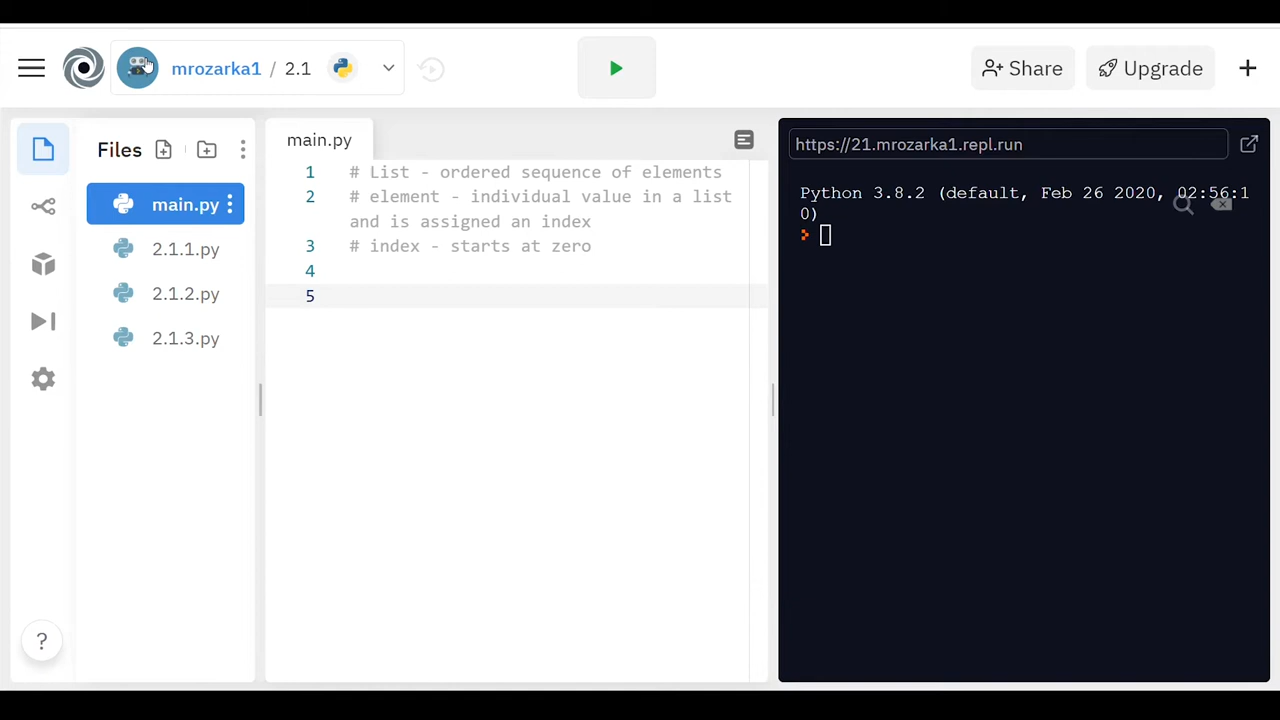 mrozarka1 / 2.1
Share
Upgrade
Files
main.py
2.1.1.py
2.1.2.py
2.1.3.py
?
main.py
1 # List - ordered sequence of elements
2 # element - individual value in a list
and is assigned an index
3 # index - starts at zero
4
5
https://21.mrozarka1.repl.run
Python 3.8.2 (default, Feb 26 2020, 02:56:1
0)